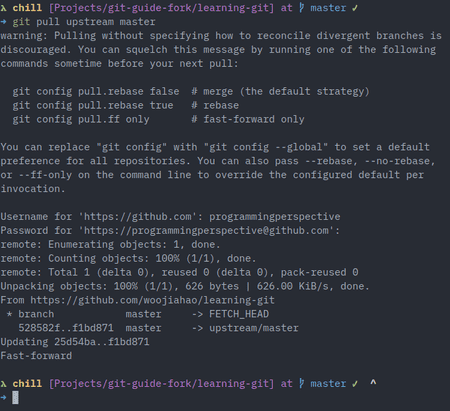 λ chill [Projects/git-guide-fork/learning-git] at master ✓
➜ git pull upstream master
warning: Pulling without specifying how to reconcile divergent branches is
discouraged. You can squelch this message by running one of the following
commands sometime before your next pull:
git config pull.rebase false # merge (the default strategy)
git config pull.rebase true # rebase
git config pull.ff only # fast-forward only
You can replace "git config" with "git config --global" to set a default
preference for all repositories. You can also pass --rebase, --no-rebase,
or --ff-only on the command line to override the configured default per
invocation.
Username for 'https://github.com': programmingperspective
Password for 'https://programmingperspective@github.com':
remote: Enumerating objects: 1, done.
remote: Counting objects: 100% (1/1), done.
remote: Total 1 (delta 0), reused 0 (delta 0), pack-reused 0
Unpacking objects: 100% (1/1), 626 bytes | 626.00 KiB/s, done.
From https://github.com/woojiahao/learning-git
* branch master -> FETCH_HEAD
528582f..f1bd871 master -> upstream/master
Updating 25d54ba..f1bd871
Fast-forward
λ chill [Projects/git-guide-fork/learning-git] at master ✓ ^
➜